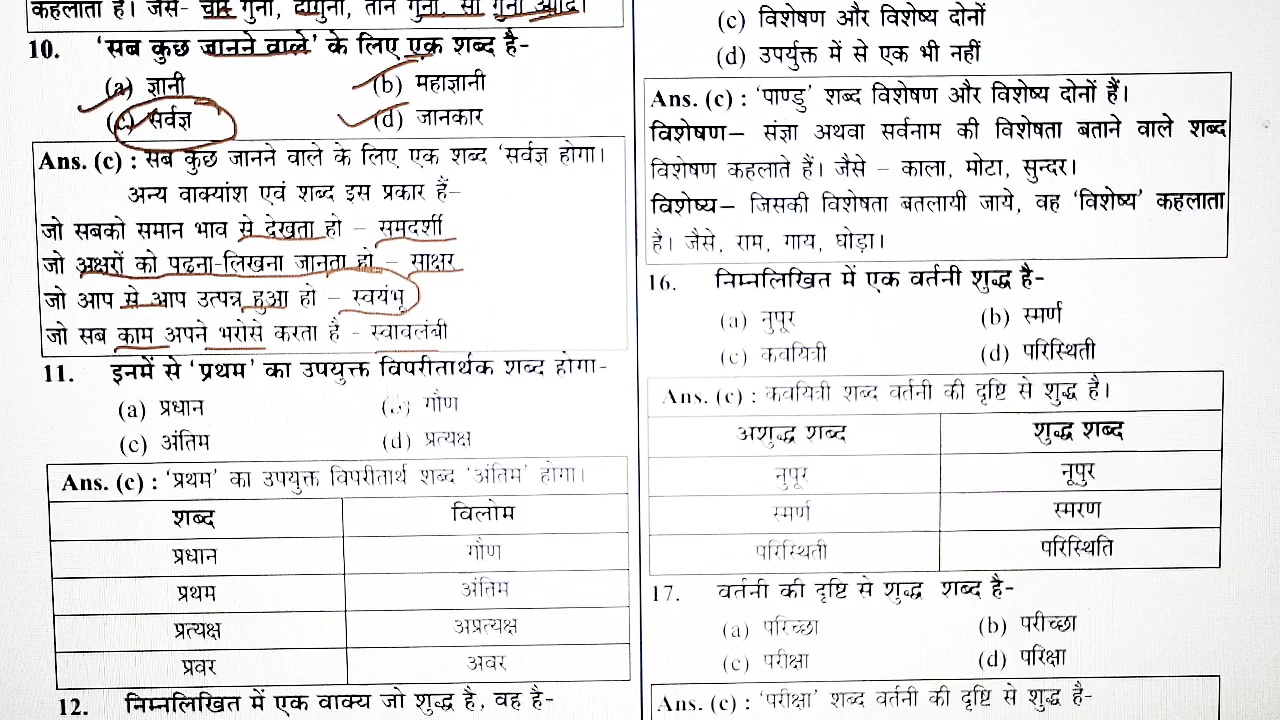 कहलाता है। जैसे- चार गुना, दोगुना, तीन गुना, सौ गुना आदि।
10. 'सब कुछ जानने वाले' के लिए एक शब्द है-
(a) ज्ञानी (b) महाज्ञानी
(c) सर्वज्ञ (d) जानकार
Ans. (c) : सब कुछ जानने वाले के लिए एक शब्द 'सर्वज्ञ होगा।
अन्य वाक्यांश एवं शब्द इस प्रकार हैं–
जो सबको समान भाव से देखता हो – समदर्शी
जो अक्षरों को पढ़ना-लिखना जानता हो – साक्षर
जो आप से आप उत्पन्न हुआ हो – स्वयंभू
जो सब काम अपने भरोसे करता है - स्वावलंबी
11. इनमें से 'प्रथम' का उपयुक्त विपरीतार्थक शब्द होगा-
(a) प्रधान (b) गौण
(c) अंतिम (d) प्रत्यक्ष
Ans. (c) : 'प्रथम' का उपयुक्त विपरीतार्थ शब्द 'अंतिम' होगा।
शब्द विलोम
प्रधान गौण
प्रथम अंतिम
प्रत्यक्ष अप्रत्यक्ष
प्रवर अवर
12. निम्नलिखित में एक वाक्य जो शुद्ध है, वह है-
(c) विशेषण और विशेष्य दोनों
(d) उपर्युक्त में से एक भी नहीं
Ans. (c) : 'पाण्डु' शब्द विशेषण और विशेष्य दोनों हैं।
विशेषण– संज्ञा अथवा सर्वनाम की विशेषता बताने वाले शब्द
विशेषण कहलाते हैं। जैसे – काला, मोटा, सुन्दर।
विशेष्य– जिसकी विशेषता बतलायी जाये, वह 'विशेष्य' कहलाता
है। जैसे, राम, गाय, घोड़ा।
16. निम्नलिखित में एक वर्तनी शुद्ध है-
(a) नुपूर (b) स्मर्ण
(c) कवयित्री (d) परिस्थिती
Ans. (c) : कवयित्री शब्द वर्तनी की दृष्टि से शुद्ध है।
अशुद्ध शब्द शुद्ध शब्द
नुपूर नूपुर
स्मर्ण स्मरण
परिस्थिती परिस्थिति
17. वर्तनी की दृष्टि से शुद्ध शब्द है-
(a) परिच्छा (b) परीच्छा
(c) परीक्षा (d) परिक्षा
Ans. (c) : 'परीक्षा' शब्द वर्तनी की दृष्टि से शुद्ध है-